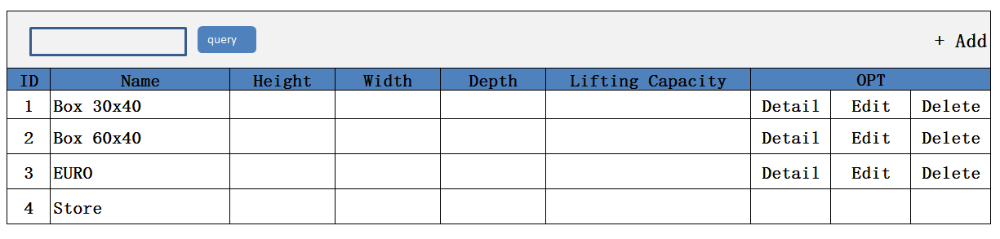 query
+ Add
ID Name Height Width Depth Lifting Capacity OPT
1 Box 30x40 Detail Edit Delete
2 Box 60x40 Detail Edit Delete
3 EURO Detail Edit Delete
4 Store